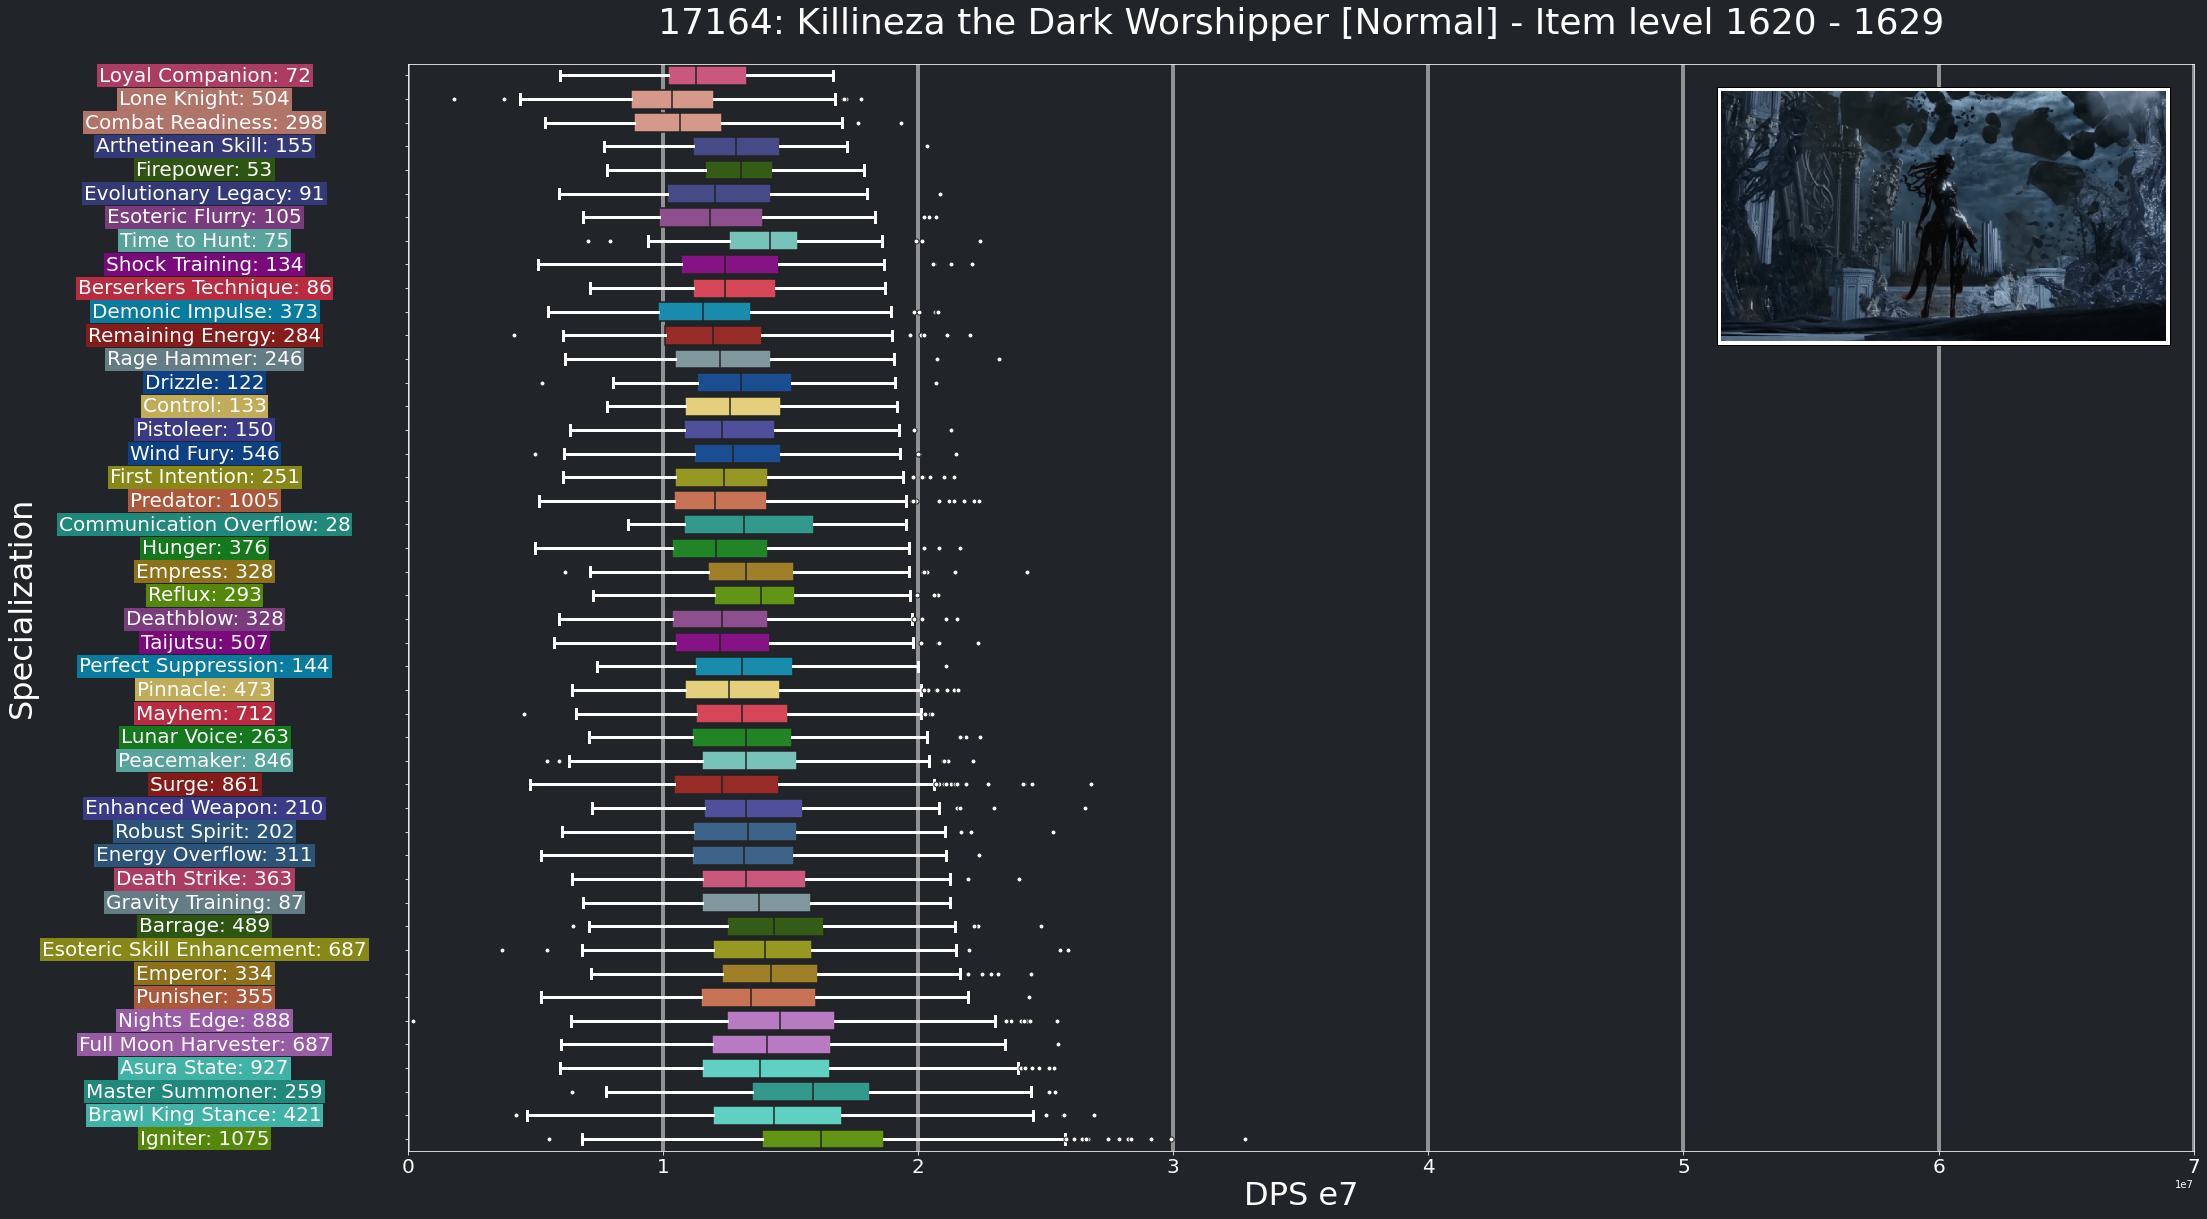 17164: Killineza the Dark Worshipper [Normal] - Item level 1620 - 1629
Specialization
Loyal Companion: 72
Lone Knight: 504
Combat Readiness: 298
Arthetinean Skill: 155
Firepower: 53
Evolutionary Legacy: 91
Esoteric Flurry: 105
Time to Hunt: 75
Shock Training: 134
Berserkers Technique: 86
Demonic Impulse: 373
Remaining Energy: 284
Rage Hammer: 246
Drizzle: 122
Control: 133
Pistoleer: 150
Wind Fury: 546
First Intention: 251
Predator: 1005
Communication Overflow: 28
Hunger: 376
Empress: 328
Reflux: 293
Deathblow: 328
Taijutsu: 507
Perfect Suppression: 144
Pinnacle: 473
Mayhem: 712
Lunar Voice: 263
Peacemaker: 846
Surge: 861
Enhanced Weapon: 210
Robust Spirit: 202
Energy Overflow: 311
Death Strike: 363
Gravity Training: 87
Barrage: 489
Esoteric Skill Enhancement: 687
Emperor: 334
Punisher: 355
Nights Edge: 888
Full Moon Harvester: 687
Asura State: 927
Master Summoner: 259
Brawl King Stance: 421
Igniter: 1075
0 1 2 3 4 5 6 7
1e7
DPS e7